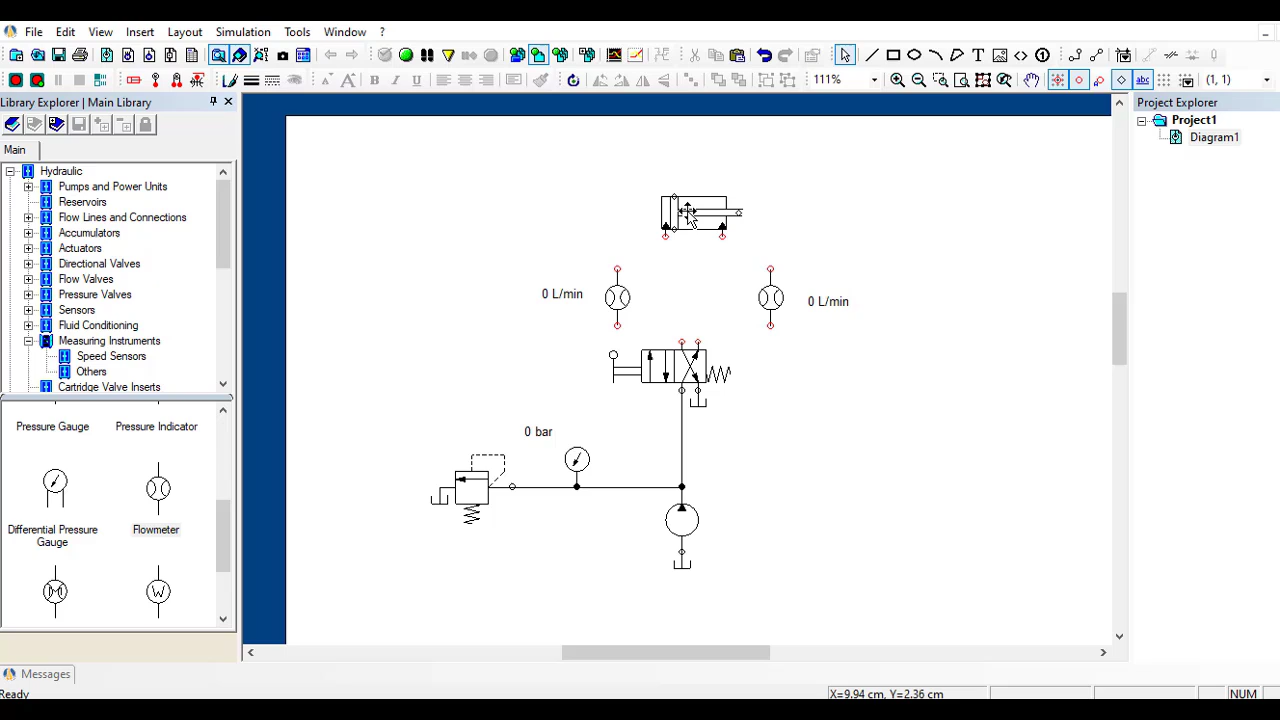 File Edit View Insert Layout Simulation Tools Window ?
111%
(1, 1)
Library Explorer | Main Library
Main
Hydraulic
Pumps and Power Units
Reservoirs
Flow Lines and Connections
Accumulators
Actuators
Directional Valves
Flow Valves
Pressure Valves
Sensors
Fluid Conditioning
Measuring Instruments
Speed Sensors
Others
Cartridge Valve Inserts
Pressure Gauge
Pressure Indicator
Differential Pressure
Gauge
Flowmeter
M
W
0 L/min
0 L/min
0 bar
Project Explorer
Project1
Diagram1
Messages
Ready
X=9.94 cm, Y=2.36 cm
NUM